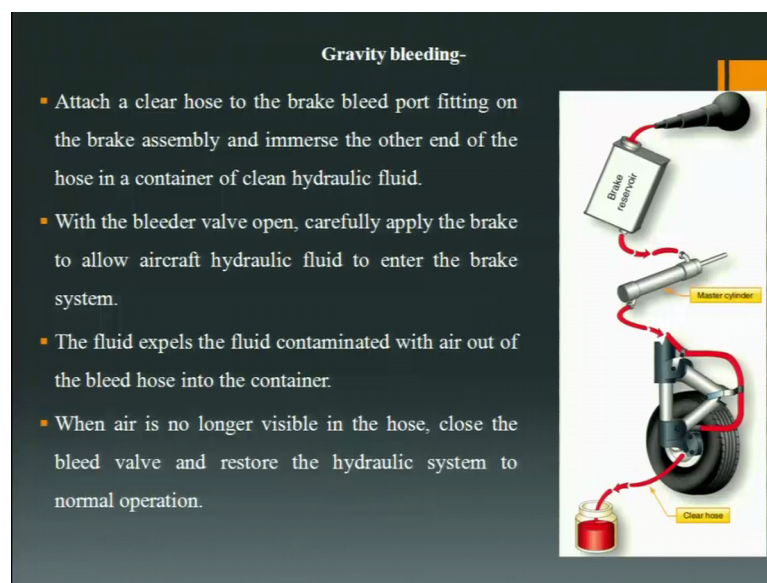 Gravity bleeding-
Attach a clear hose to the brake bleed port fitting on
the brake assembly and immerse the other end of the
hose in a container of clean hydraulic fluid.
With the bleeder valve open, carefully apply the brake
to allow aircraft hydraulic fluid to enter the brake
system.
The fluid expels the fluid contaminated with air out of
the bleed hose into the container.
When air is no longer visible in the hose, close the
bleed valve and restore the hydraulic system to
normal operation.
Brake
reservoir
Master cylinder
Clear hose